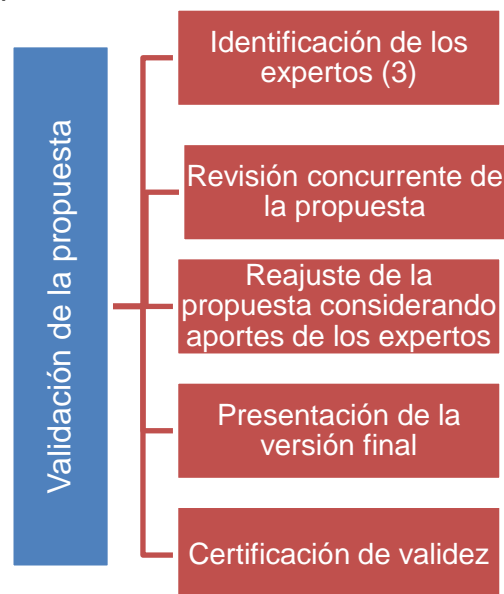 Validación de la propuesta
Identificación de los
expertos (3)
Revisión concurrente de
la propuesta
Reajuste de la
propuesta considerando
aportes de los expertos
Presentación de la
versión final
Certificación de validez